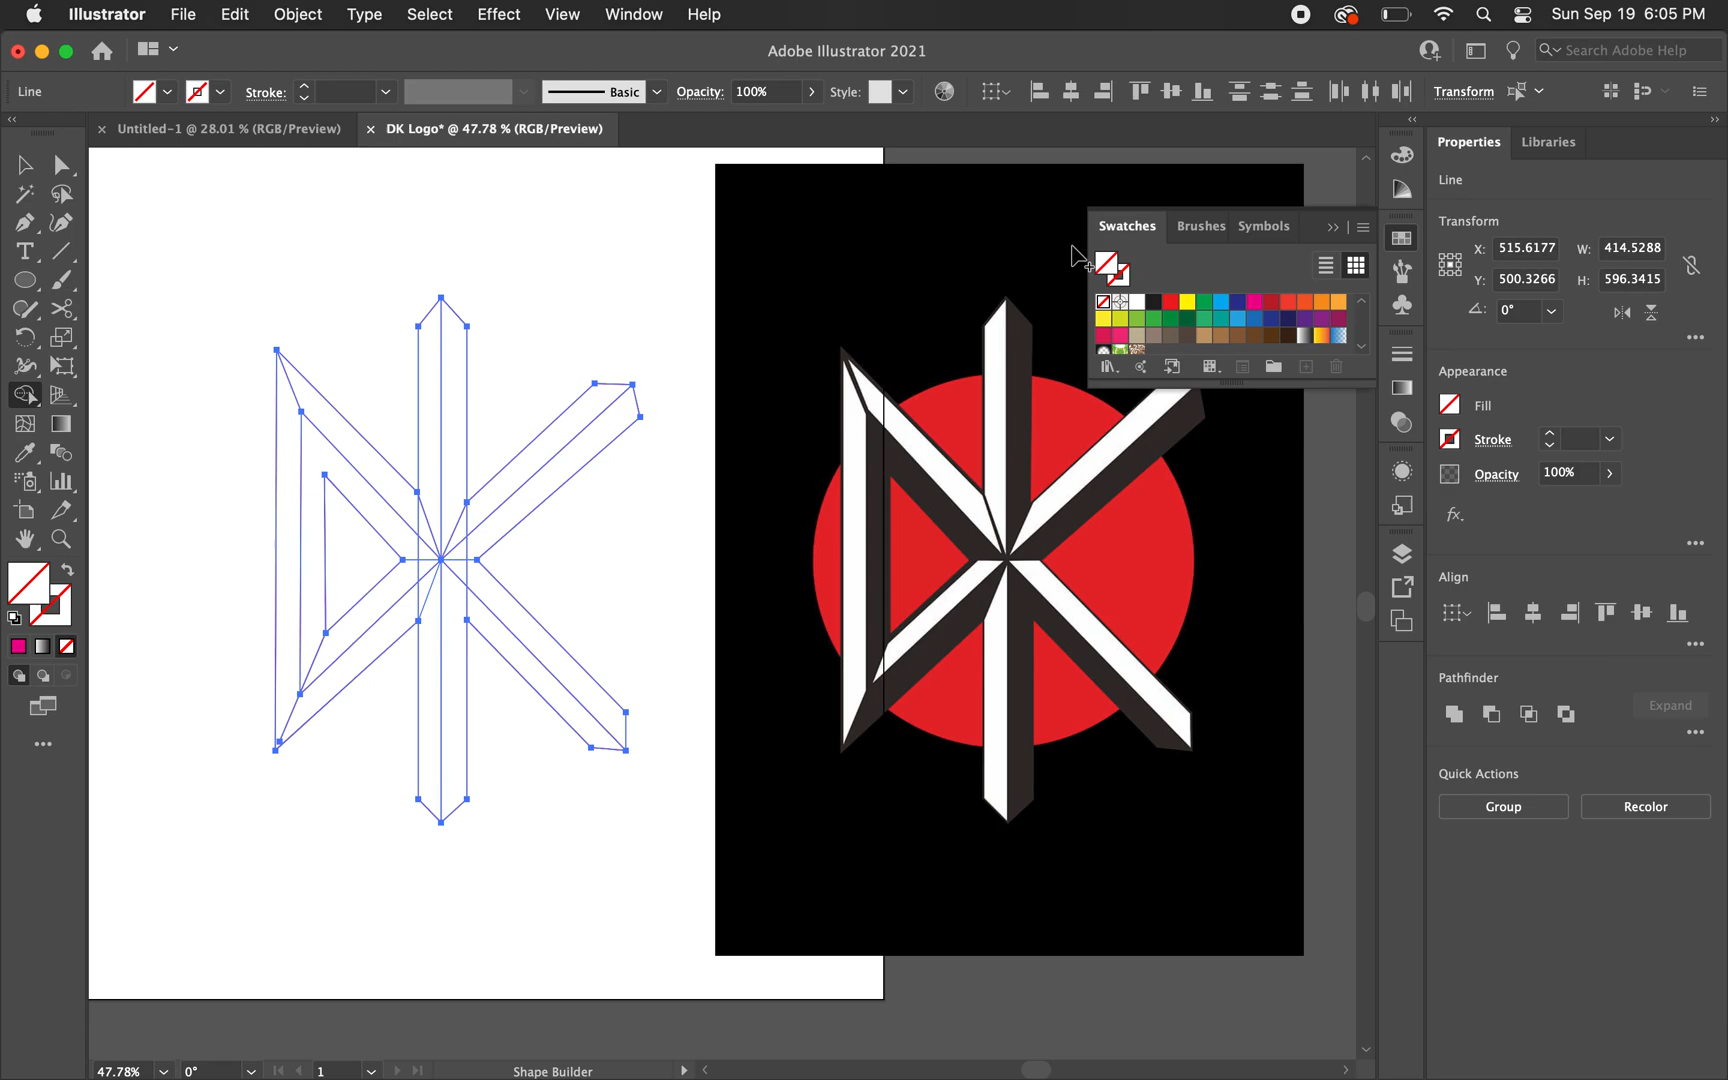 Illustrator File Edit Object Type Select Effect View Window Help Sun Sep 19 6:05 PM
Adobe Illustrator 2021 Search Adobe Help
Line Stroke: Basic Opacity: 100% Style: Transform
Untitled-1 @ 28.01 % (RGB/Preview) DK Logo* @ 47.78 % (RGB/Preview)
Properties Libraries
Line
Transform
X: 515.6177 W: 414.5288
Y: 500.3266 H: 596.3415
0°
Swatches Brushes Symbols
Appearance
Fill
Stroke
Opacity 100%
fx
Align
Pathfinder
Expand
Quick Actions
Group Recolor
47.78% 0° 1 Shape Builder